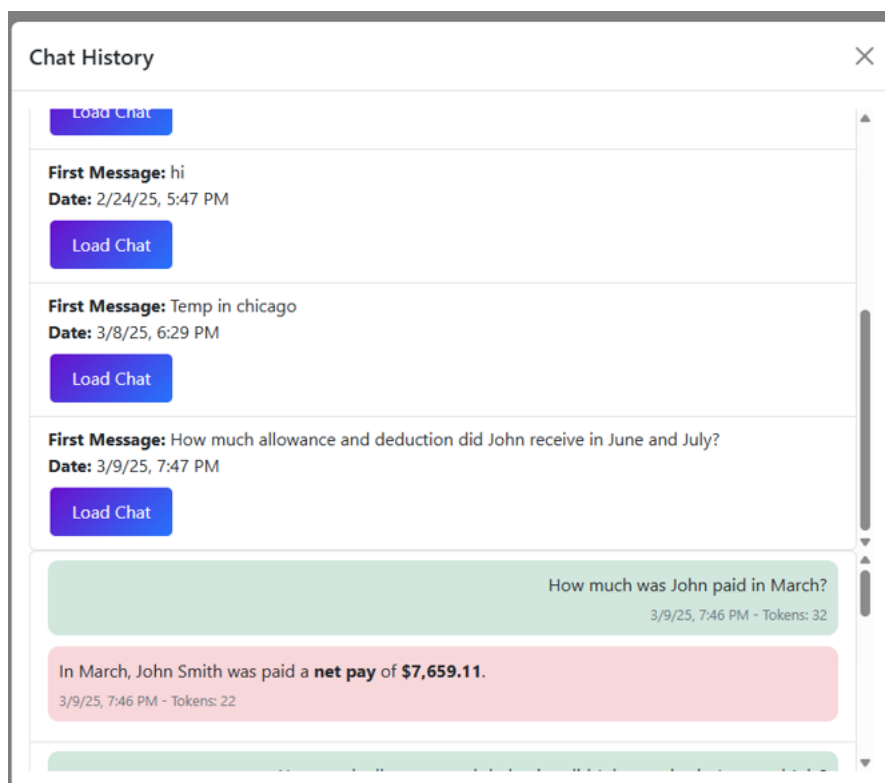 Chat History
Load Chat
First Message: hi
Date: 2/24/25, 5:47 PM
Load Chat
First Message: Temp in chicago
Date: 3/8/25, 6:29 PM
Load Chat
First Message: How much allowance and deduction did John receive in June and July?
Date: 3/9/25, 7:47 PM
Load Chat
How much was John paid in March?
3/9/25, 7:46 PM - Tokens: 32
In March, John Smith was paid a net pay of $7,659.11.
3/9/25, 7:46 PM - Tokens: 22